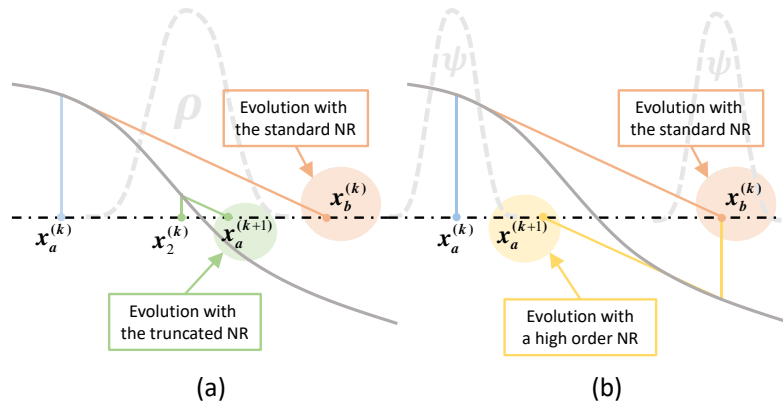 ρ
Evolution with
the standard NR
x_a^{(k)}
x_2^{(k)}
x_a^{(k+1)}
x_b^{(k)}
Evolution with
the truncated NR
(a)
ψ
ψ
Evolution with
the standard NR
x_a^{(k)}
x_a^{(k+1)}
x_b^{(k)}
Evolution with
a high order NR
(b)